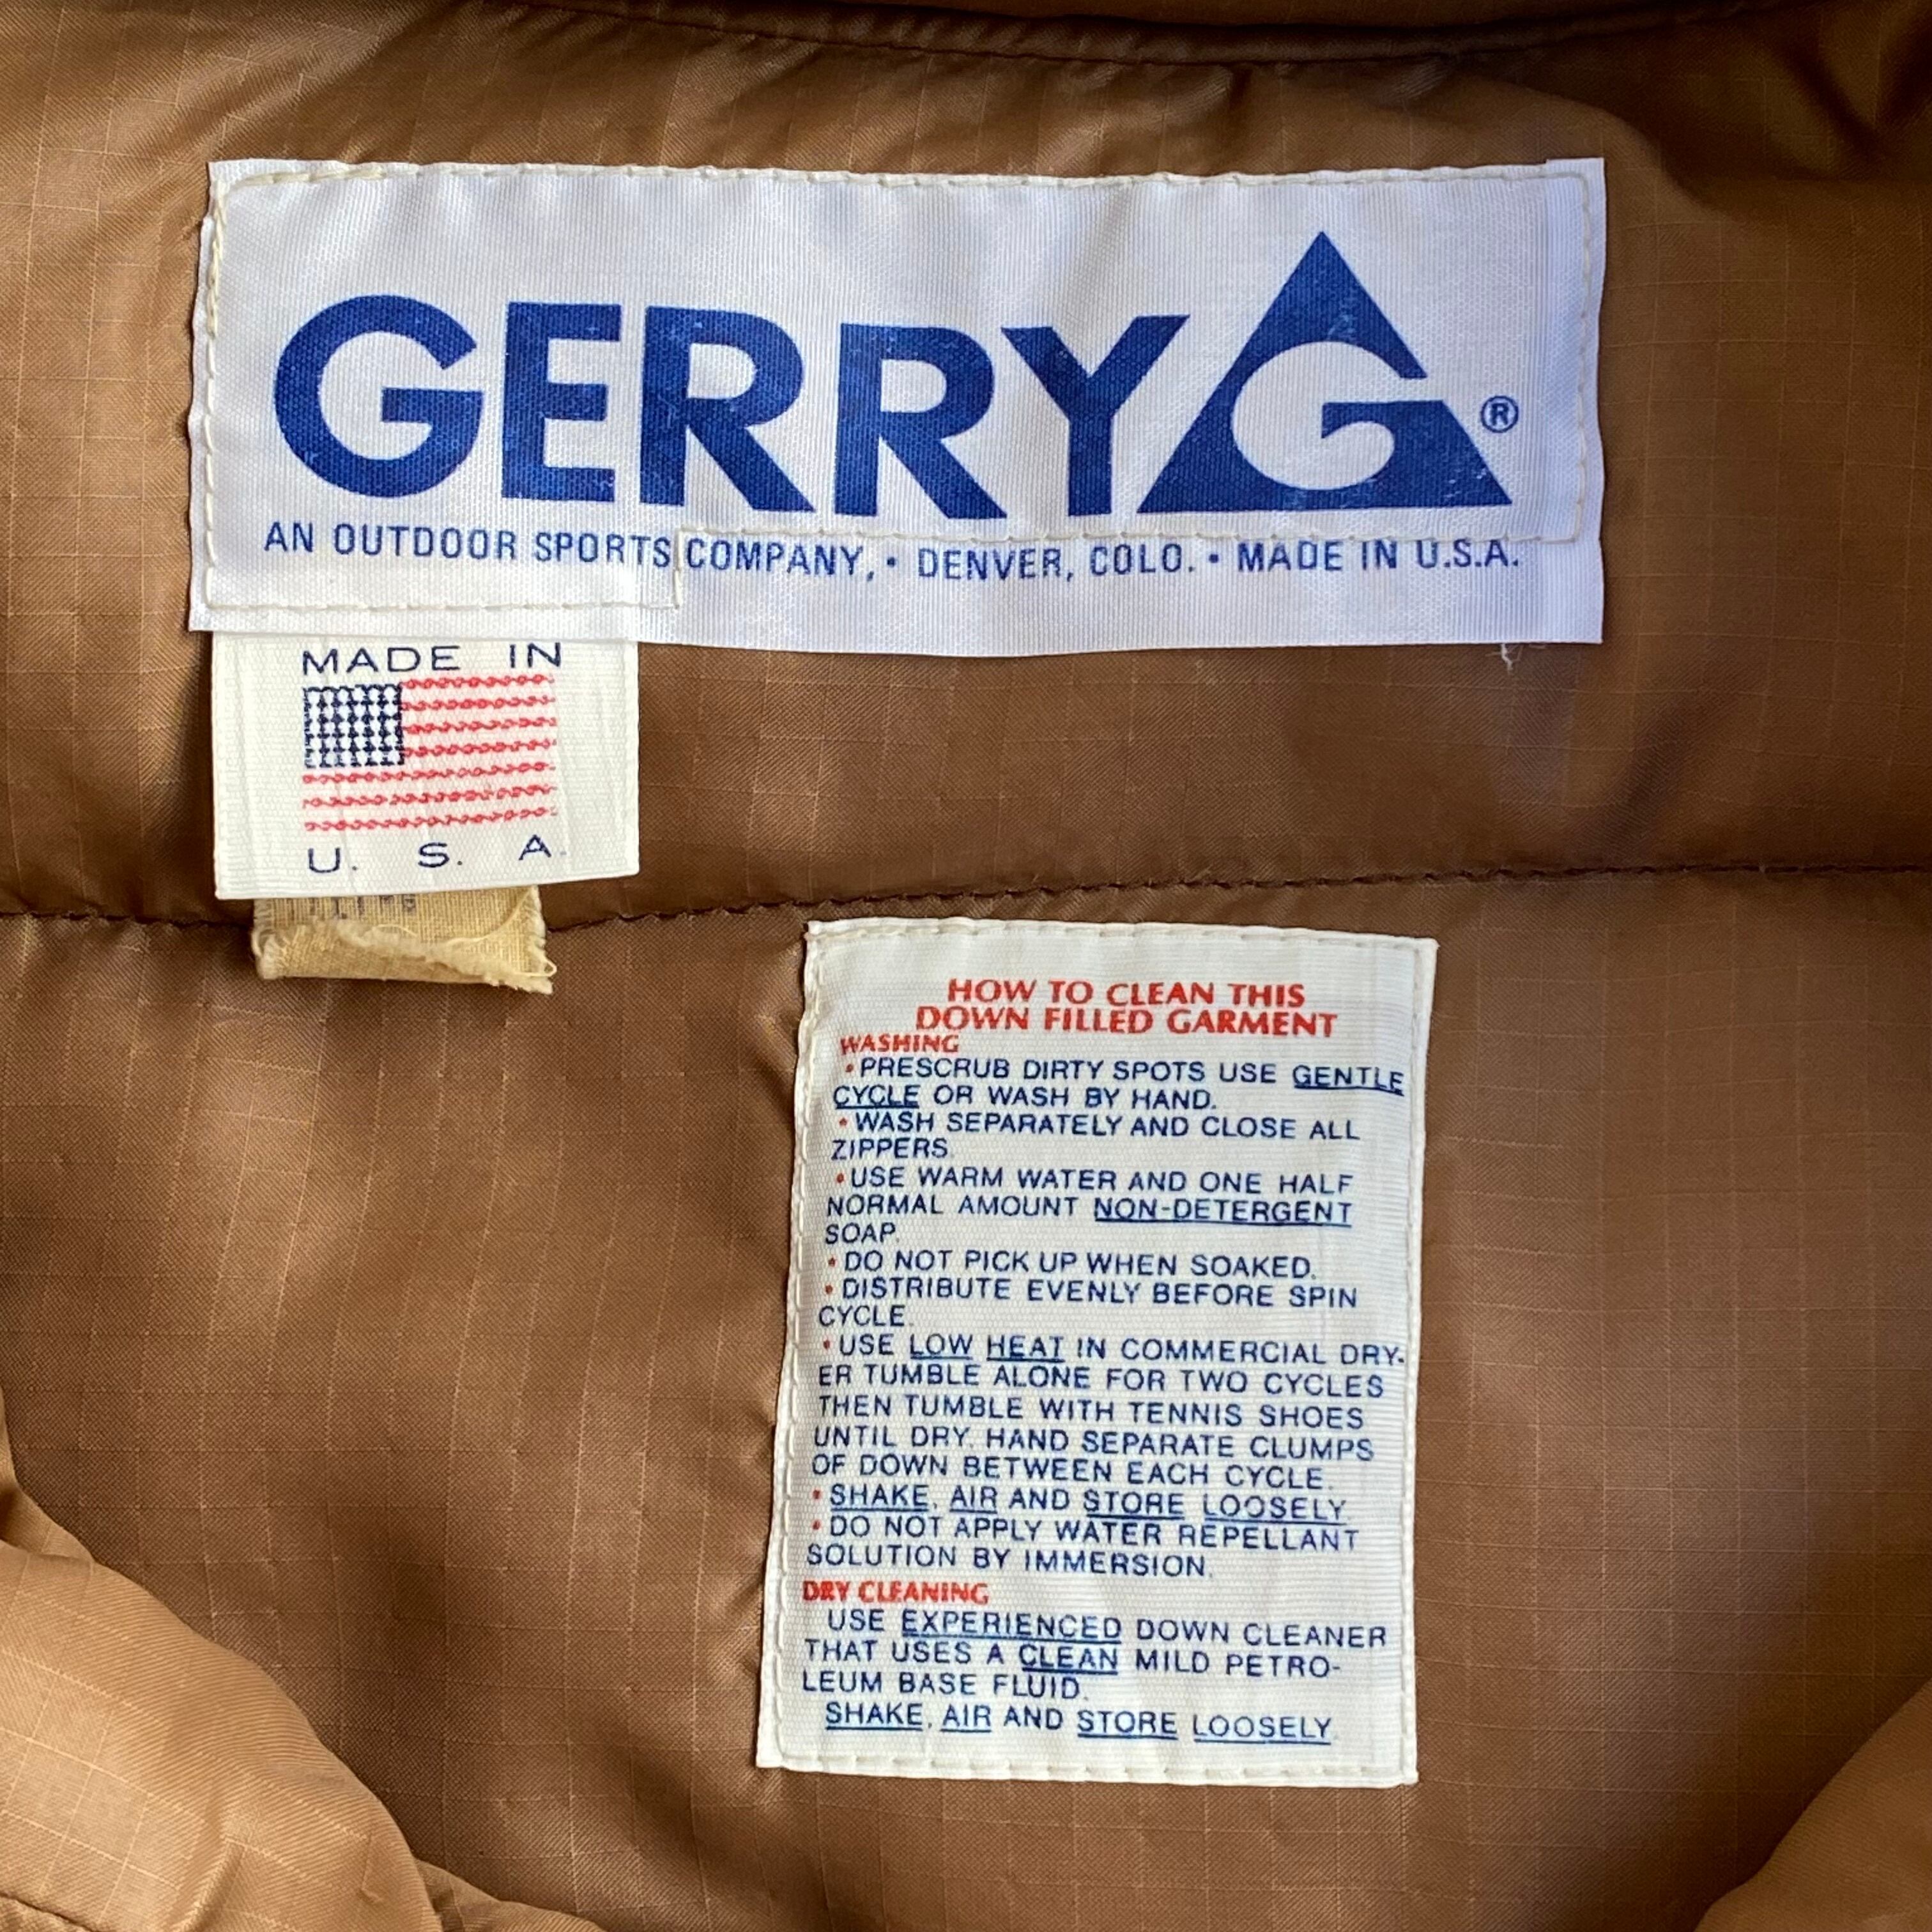 GERRY G ®
AN OUTDOOR SPORTS COMPANY, • DENVER, COLO. • MADE IN U.S.A.
MADE IN
U. S. A.
HOW TO CLEAN THIS
DOWN FILLED GARMENT
WASHING
• PRESCRUB DIRTY SPOTS USE GENTLE
CYCLE OR WASH BY HAND.
• WASH SEPARATELY AND CLOSE ALL
ZIPPERS.
• USE WARM WATER AND ONE HALF
NORMAL AMOUNT NON-DETERGENT
SOAP.
• DO NOT PICK UP WHEN SOAKED.
• DISTRIBUTE EVENLY BEFORE SPIN
CYCLE.
• USE LOW HEAT IN COMMERCIAL DRY-
ER TUMBLE ALONE FOR TWO CYCLES
THEN TUMBLE WITH TENNIS SHOES
UNTIL DRY. HAND SEPARATE CLUMPS
OF DOWN BETWEEN EACH CYCLE.
• SHAKE, AIR AND STORE LOOSELY
• DO NOT APPLY WATER REPELLANT
SOLUTION BY IMMERSION.
DRY CLEANING
USE EXPERIENCED DOWN CLEANER
THAT USES A CLEAN MILD PETRO-
LEUM BASE FLUID.
SHAKE, AIR AND STORE LOOSELY.